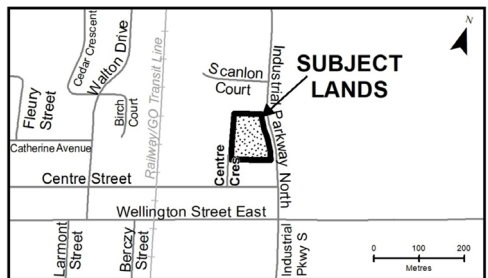 N
Cedar Crescent
Walton Drive
Scanlon
Court
Industrial Parkway North
SUBJECT
LANDS
Fleury
Street
Birch
Court
Railway/GO Transit Line
Catherine Avenue
Centre
Cres
Centre Street
Wellington Street East
Larmont
Street
Berczy
Street
Industrial
Pkwy S
0 100 200
Metres